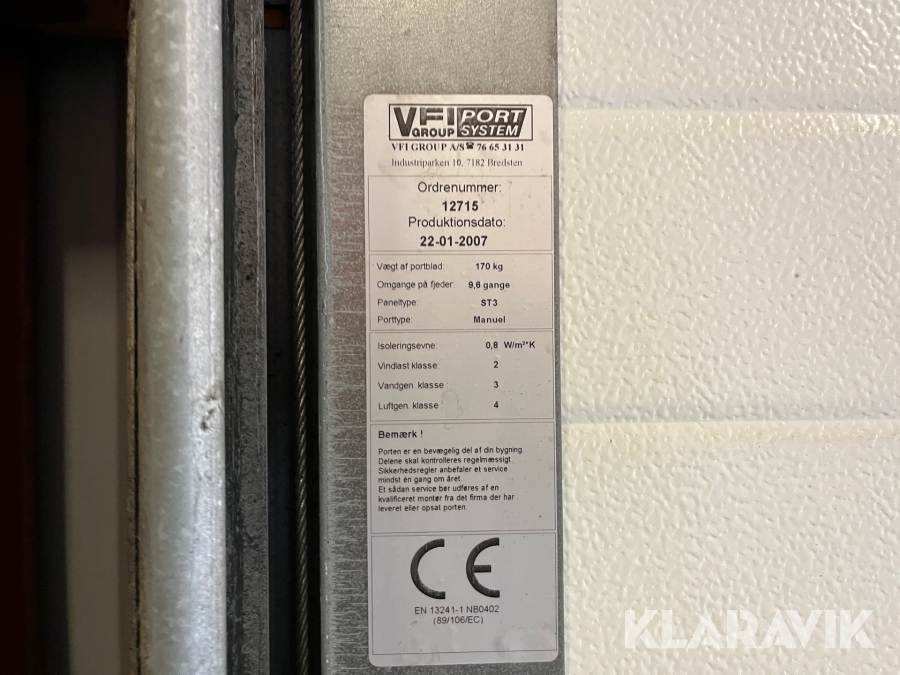 VFI GROUP PORT SYSTEM
VFI GROUP A/S ☎ 76 65 31 31
Industriparken 10, 7182 Bredsten
Ordrenummer:
12715
Produktionsdato:
22-01-2007
Vægt af portblad: 170 kg
Omgange på fjeder: 9,6 gange
Paneltype: ST3
Porttype: Manuel
Isoleringsevne: 0,8 W/m²*K
Vindlast klasse: 2
Vandgen. klasse: 3
Luftgen. klasse: 4
Bemærk !
Porten er en bevægelig del af din bygning
Delene skal kontrolleres regelmæssigt.
Sikkerhedsregler anbefaler et service
mindst én gang om året.
Et sådan service bør udføres af en
kvalificeret montør fra det firma der har
leveret eller opsat porten.
CE
EN 13241-1 NB0402
(89/106/EC)
KLARAVIK